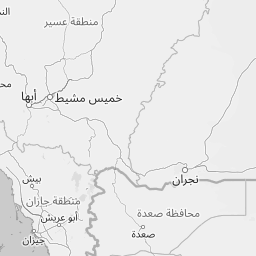 منطقة عسير
خميس مشيط
أبها
نجران
بيش
منطقة جازان
أبو عريش
جيزان
محافظة صعدة
صعدة